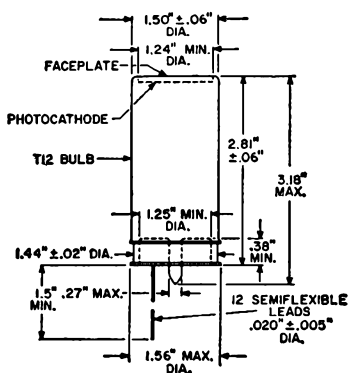 1.50"±.06"
DIA.
1.24" MIN.
DIA.
FACEPLATE
PHOTOCATHODE
T12 BULB
2.81"
±.06"
3.18"
MAX.
1.25" MIN.
DIA.
1.44"±.02" DIA.
.38"
MIN.
1.5"
MIN.
.27" MAX.
12 SEMIFLEXIBLE
LEADS
.020"±.005"
DIA.
1.56" MAX.
DIA.